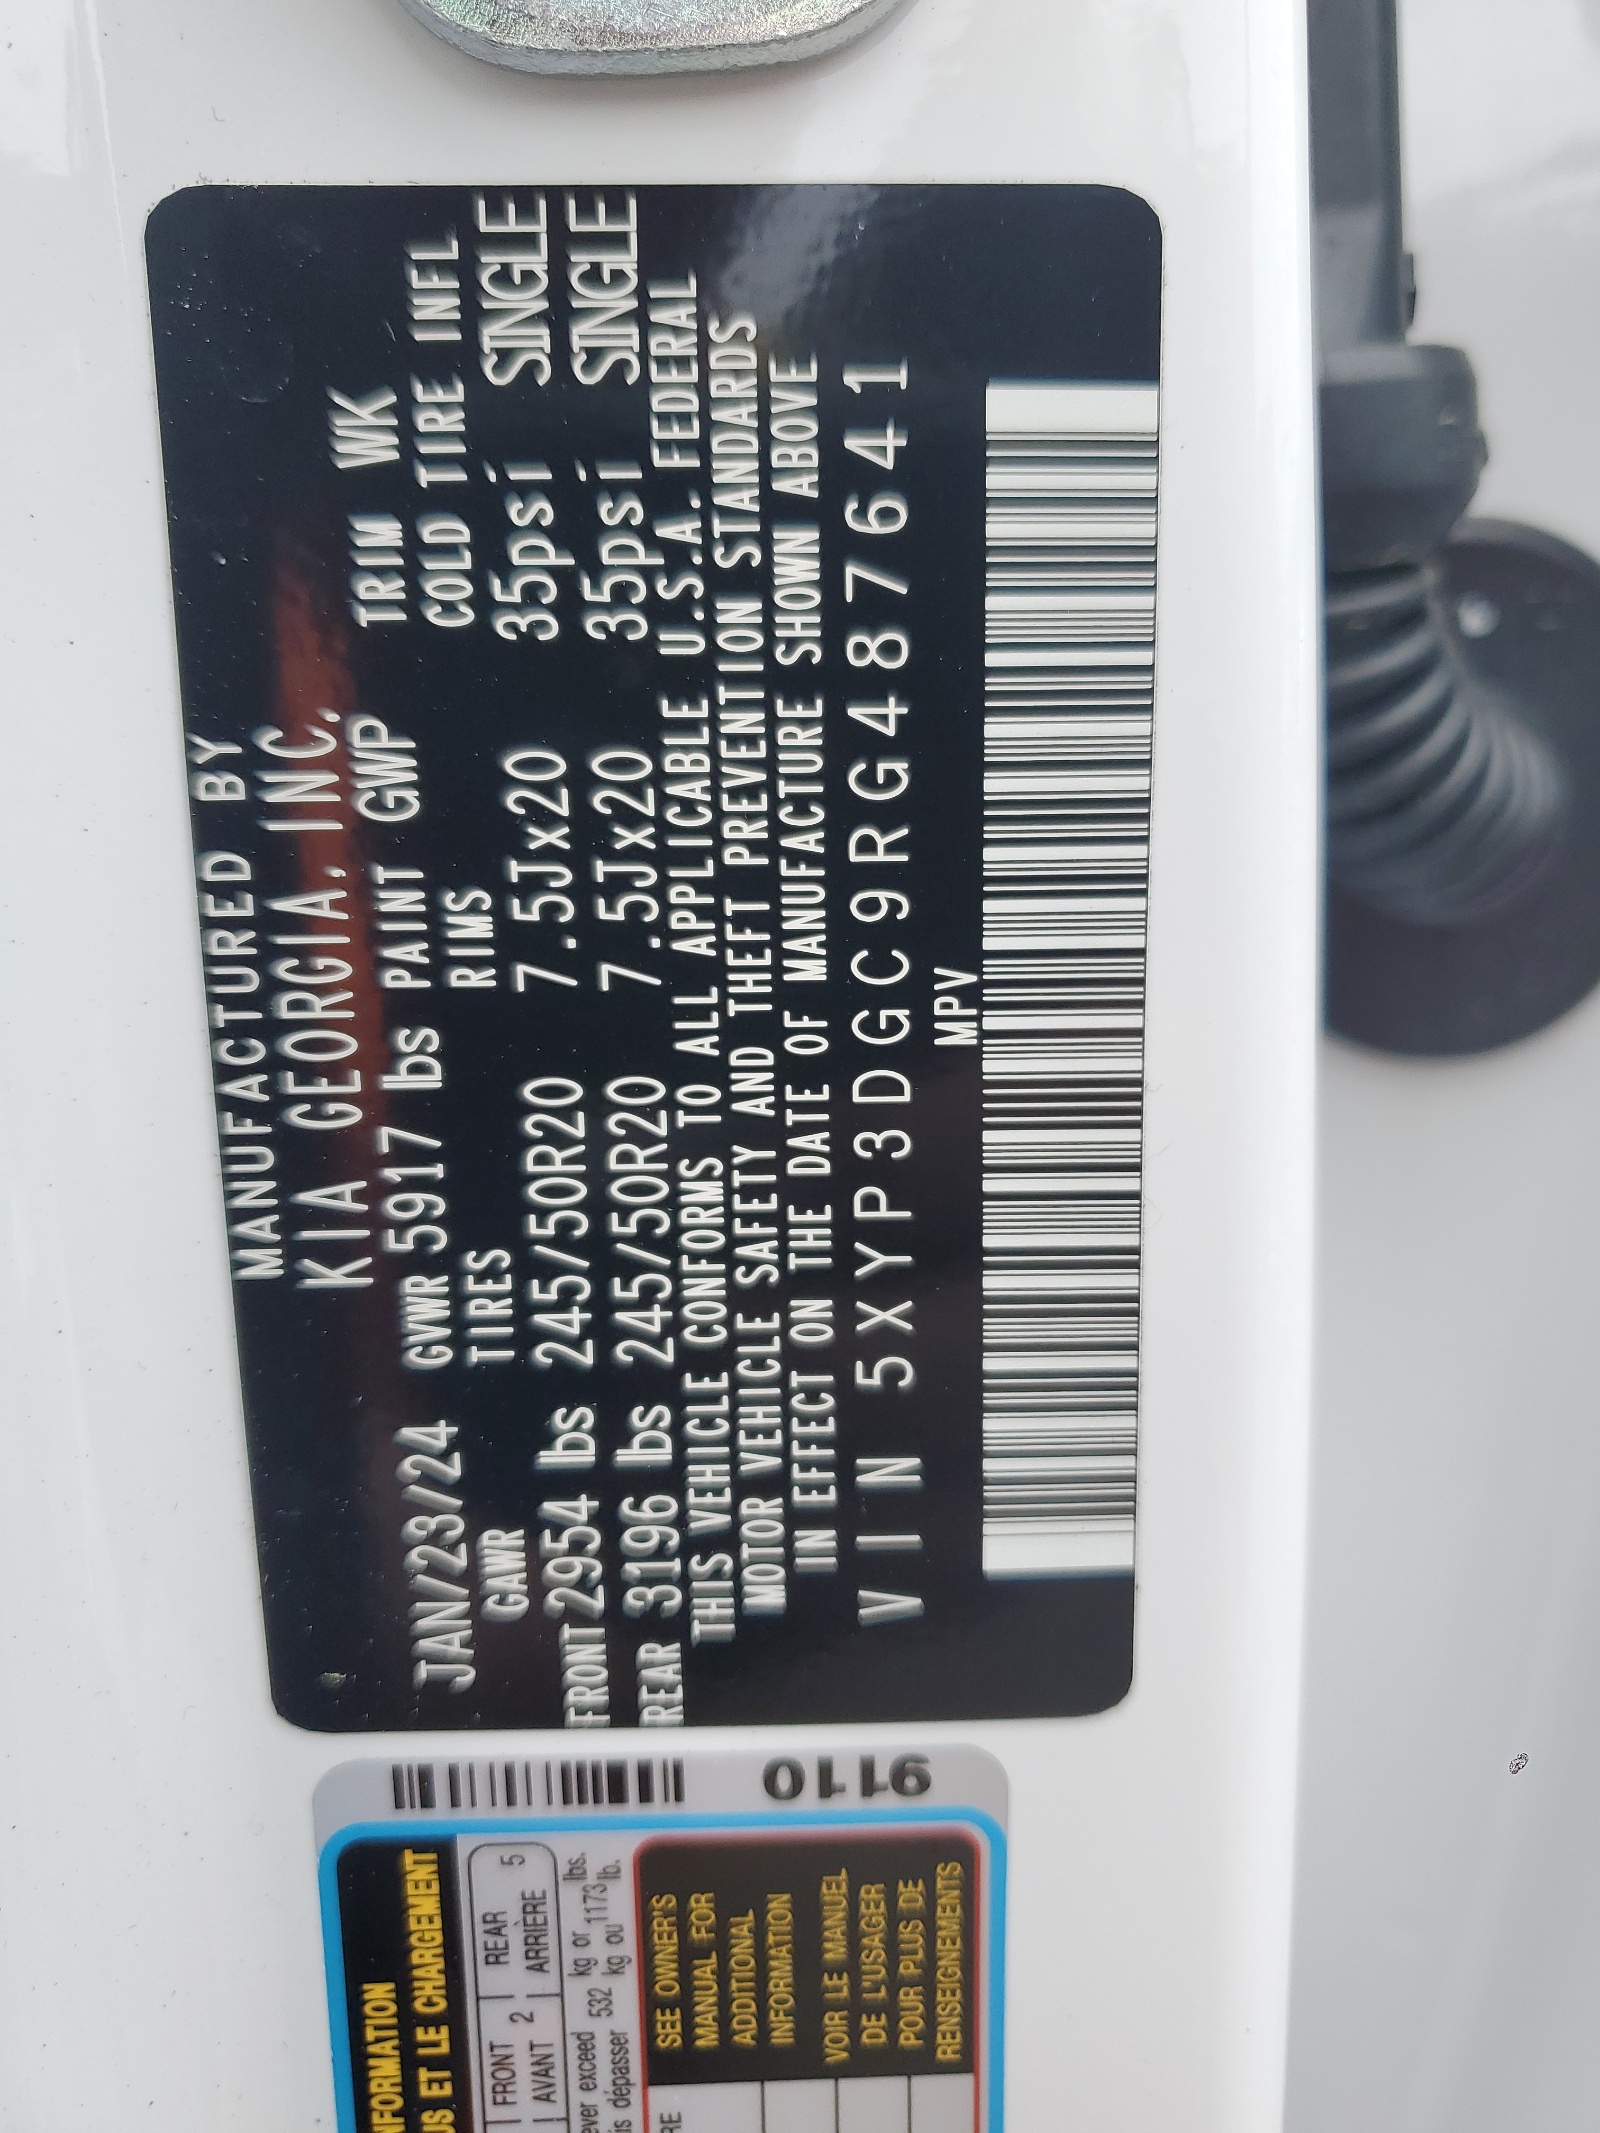 MANUFACTURED BY
KIA GEORGIA, INC.
JAN/23/24 GVWR 5917 lbs PAINT GWP TRIM WK
GAWR TIRES RIMS COLD TIRE INFL
FRONT 2954 lbs 245/50R20 7.5Jx20 35psi SINGLE
REAR 3196 lbs 245/50R20 7.5Jx20 35psi SINGLE
THIS VEHICLE CONFORMS TO ALL APPLICABLE U.S.A. FEDERAL
MOTOR VEHICLE SAFETY AND THEFT PREVENTION STANDARDS
IN EFFECT ON THE DATE OF MANUFACTURE SHOWN ABOVE
VIN 5XYP3DGC9RG487641
MPV
9110
NFORMATION
US ET LE CHARGEMENT
FRONT 2 REAR 5
AVANT ARRIÈRE
ever exceed 532 kg or 1173 lbs.
is dépasser kg ou lb.
SEE OWNER'S
MANUAL FOR
ADDITIONAL
INFORMATION
VOIR LE MANUEL
DE L'USAGER
POUR PLUS DE
RENSEIGNEMENTS
RE